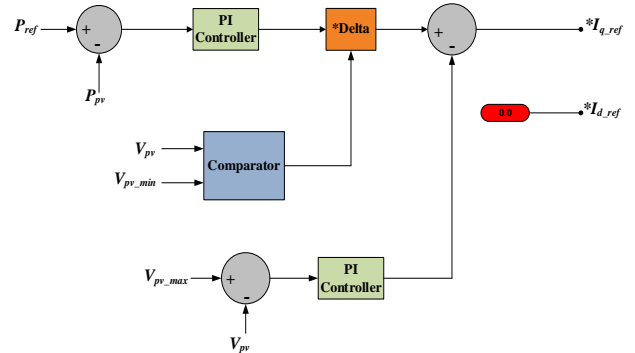 P_ref
+
-
P_pv
PI
Controller
*Delta
+
-
*I_q_ref
0.0
*I_d_ref
V_pv
V_pv_min
Comparator
V_pv_max
+
-
V_pv
PI
Controller